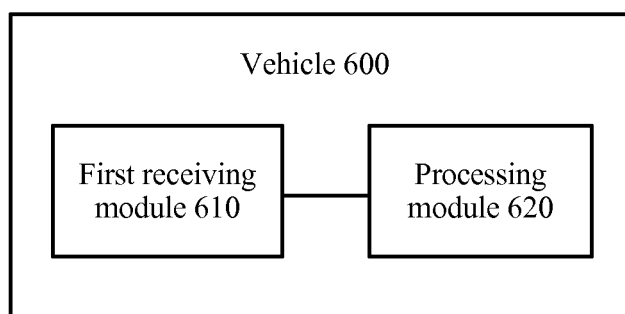 Vehicle 600
First receiving
module 610
Processing
module 620